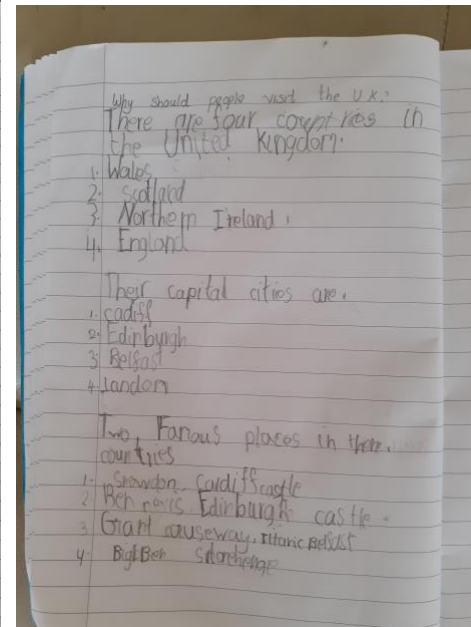 Why should people visit the U.K.
There are four countries in
the United Kingdom.
1. Wales
2. Scotland
3. Northern Ireland.
4. England
Their capital cities are.
1. cadiff
2. Edinburgh
3. Belfast
4. London
Two, Famous places in there
countries
1. Snowdon, Cardiff castle
2. Ben nevis Edinburgh castle.
3. Giant causeway, titanic Belfast
4. Big Ben